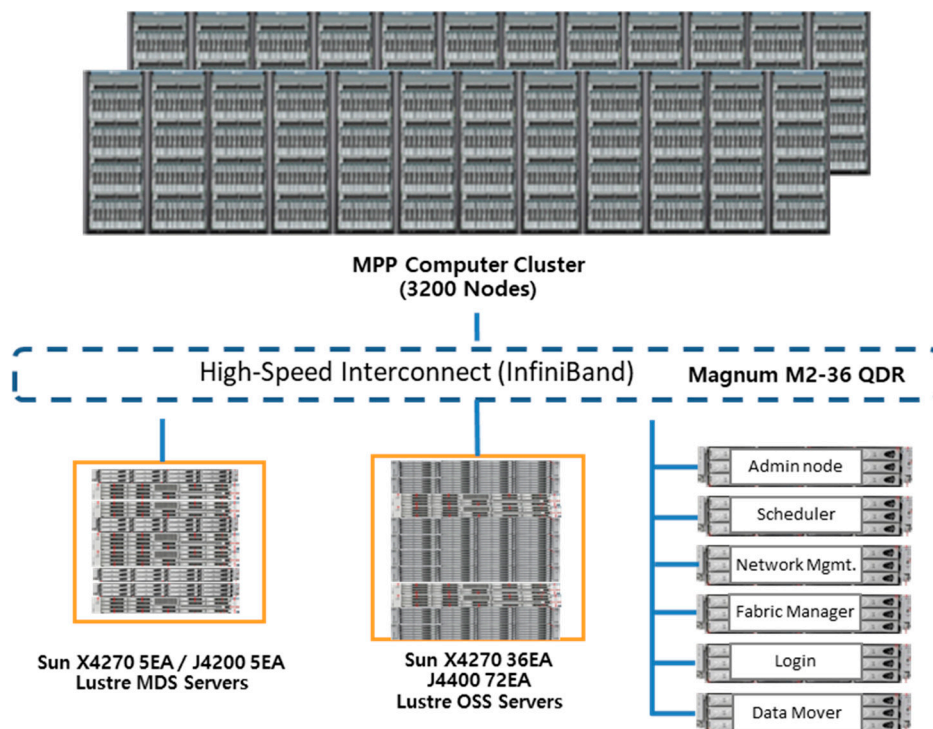 MPP Computer Cluster
(3200 Nodes)
High-Speed Interconnect (InfiniBand)
Magnum M2-36 QDR
Sun X4270 5EA / J4200 5EA
Lustre MDS Servers
Sun X4270 36EA
J4400 72EA
Lustre OSS Servers
Admin node
Scheduler
Network Mgmt.
Fabric Manager
Login
Data Mover